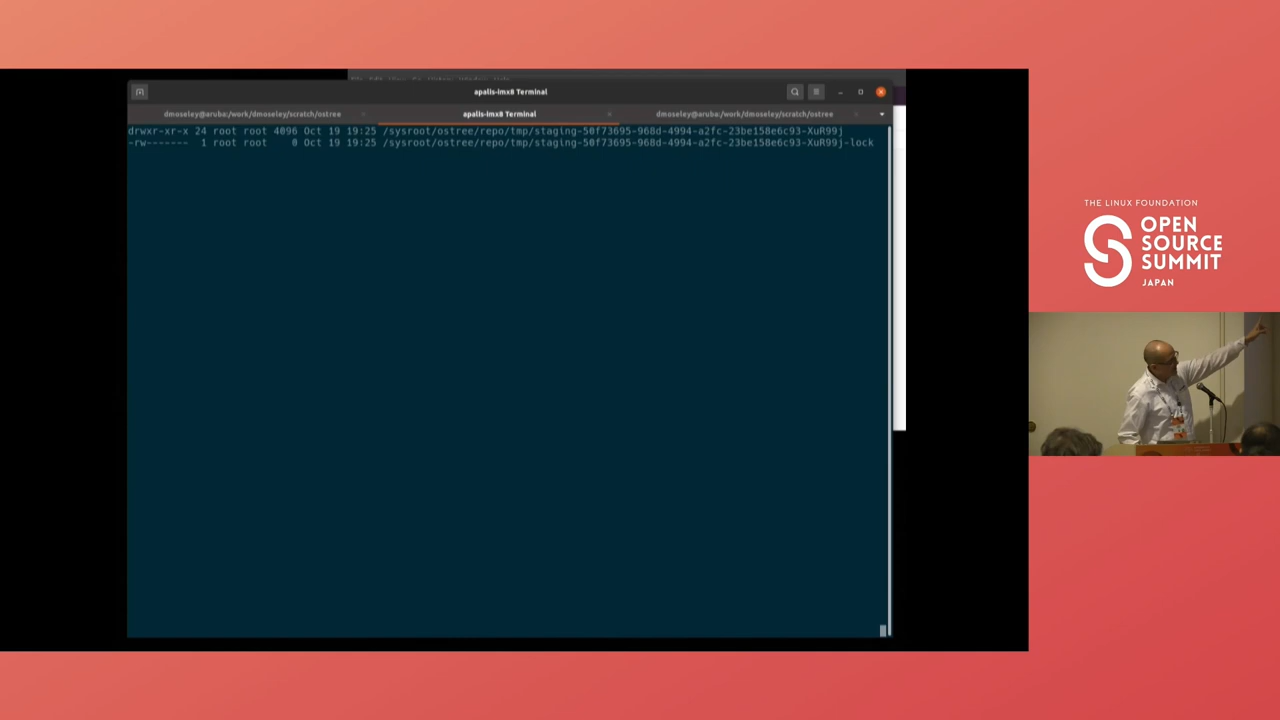 apalis-imx8 Terminal
dmoseley@aruba:/work/dmoseley/scratch/ostree
apalis-imx8 Terminal
dmoseley@aruba:/work/dmoseley/scratch/ostree
drwxr-xr-x 24 root root 4096 Oct 19 19:25 /sysroot/ostree/repo/tmp/staging-50f73695-968d-4994-a2fc-23be158e6c93-XuR99j
-rw------- 1 root root 0 Oct 19 19:25 /sysroot/ostree/repo/tmp/staging-50f73695-968d-4994-a2fc-23be158e6c93-XuR99j-lock
THE LINUX FOUNDATION
OPEN
SOURCE
SUMMIT
JAPAN